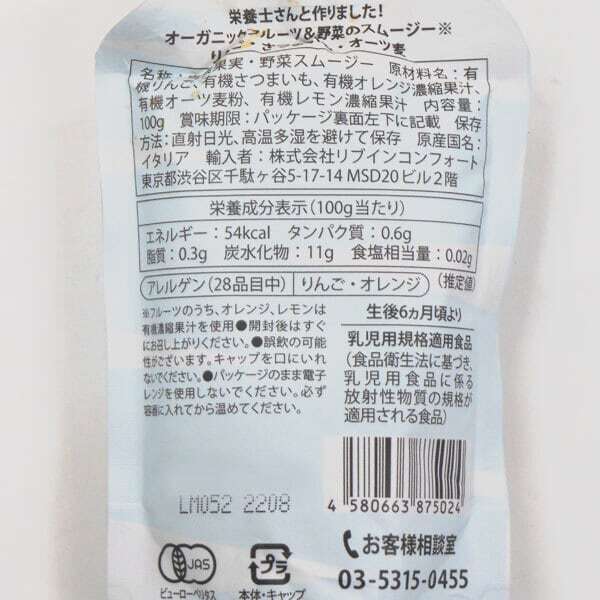 栄養士さんと作りました!
オーガニックフルーツ&野菜のスムージー※
オーツ麦
名称:果実・野菜スムージー 原材料名:有
機りんご、有機さつまいも、有機オレンジ濃縮果汁、
有機オーツ麦粉、有機レモン濃縮果汁 内容量:
100g 賞味期限:パッケージ裏面左下に記載 保存
方法:直射日光、高温多湿を避けて保存 原産国名:
イタリア 輸入者:株式会社リブインコンフォート
東京都渋谷区千駄ヶ谷5-17-14 MSD20ビル2階
栄養成分表示(100g当たり)
エネルギー:54kcal タンパク質:0.6g
脂質:0.3g 炭水化物:11g 食塩相当量:0.02g
アレルゲン(28品目中) りんご・オレンジ (推定値)
※フルーツのうち、オレンジ、レモンは
有機濃縮果汁を使用●開封後はすぐ
にお召し上がりください。●誤飲の可能
性がございます。キャップを口にいれ
ないでください。●パッケージのまま電子
レンジを使用しないでください。必ず
容器に入れてから温めてください。
生後6ヵ月頃より
乳児用規格適用食品
(食品衛生法に基づき、
乳児用食品に係る
放射性物質の規格が
適用される食品)
LM052 2208
4 580663 875024
JAS
ビューローベリタス
プラ
本体・キャップ
お客様相談室
03-5315-0455